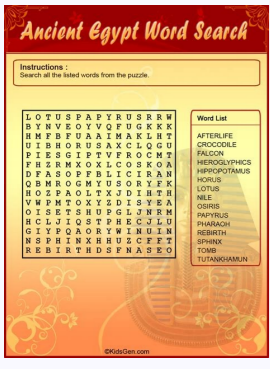 Ancient Egypt Word Search
Instructions :
Search all the listed words from the puzzle.
L O T U S P A P Y R U S R R W
B Y N V E O Y V Q F U G K K K
H M F B F U A A I M A K L H T
U I B H O R U S A X C L Q G U
P I E S G I P T V F R O C M T
F H Z R M X O X L C O S K O A
D F A S O P F B L I C I R A N
Q B M R O G M Y U S O R Y F K
H O Z P A O L T X J D I H T H
V W P M T O X Y Z D I S Y E A
O I S E T S H U P G L J N R M
H C L J I Q S T P H E C J L U
G I Y P Q A O R Y W I N U I N
N S P H I N X H H U Z C F F T
R E B I R T H D S F N A S E O
Word List
AFTERLIFE
CROCODILE
FALCON
HIEROGLYPHICS
HIPPOPOTAMUS
HORUS
LOTUS
NILE
OSIRIS
PAPYRUS
PHARAOH
REBIRTH
SPHINX
TOMB
TUTANKHAMUN
©KidsGen.com